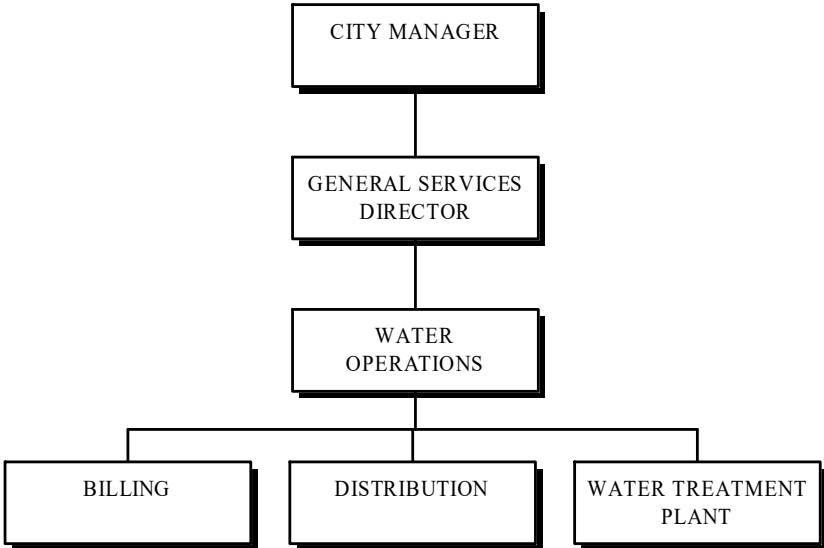 CITY MANAGER
GENERAL SERVICES
DIRECTOR
WATER
OPERATIONS
BILLING
DISTRIBUTION
WATER TREATMENT
PLANT